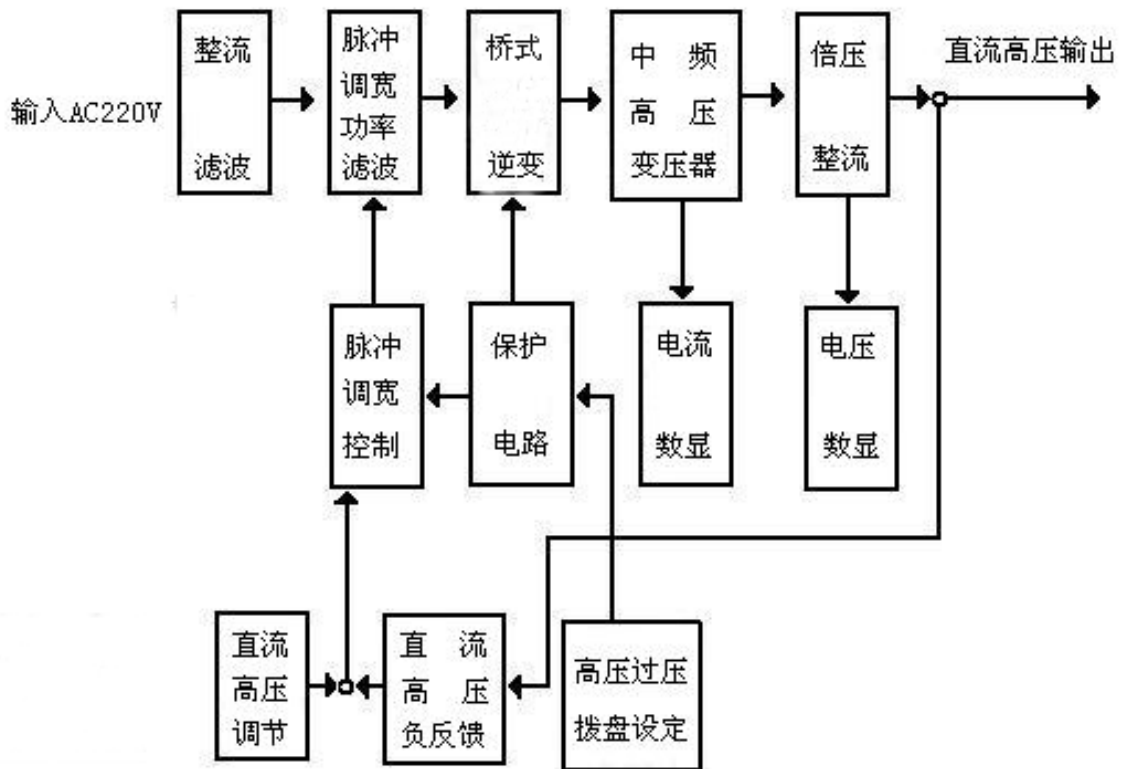 输入AC220V
整流
滤波
脉冲
调宽
功率
滤波
桥式
逆变
中 频
高 压
变压器
倍压
整流
直流高压输出
脉冲
调宽
控制
保护
电路
电流
数显
电压
数显
直流
高压
调节
直 流
高 压
负反馈
高压过压
拨盘设定